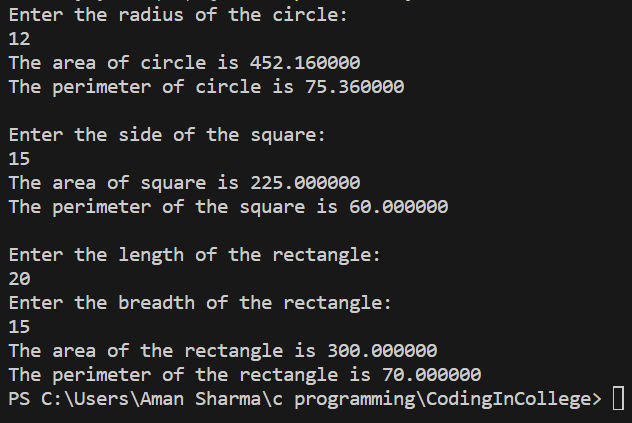 Enter the radius of the circle:
12
The area of circle is 452.160000
The perimeter of circle is 75.360000
Enter the side of the square:
15
The area of square is 225.000000
The perimeter of the square is 60.000000
Enter the length of the rectangle:
20
Enter the breadth of the rectangle:
15
The area of the rectangle is 300.000000
The perimeter of the rectangle is 70.000000
PS C:\Users\Aman Sharma\c programming\CodingInCollege>